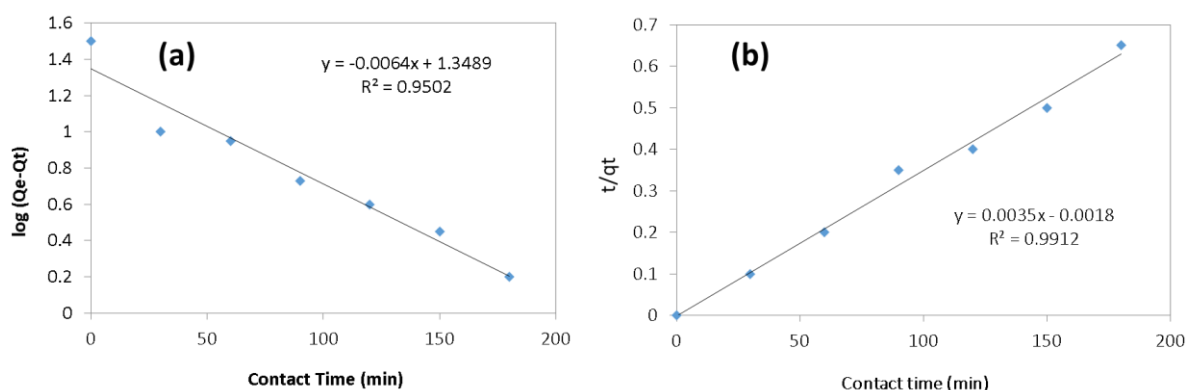 (a)
y = -0.0064x + 1.3489
R² = 0.9502
log (Qe-Qt)
1.6
1.4
1.2
1
0.8
0.6
0.4
0.2
0
0 50 100 150 200
Contact Time (min)
(b)
y = 0.0035x - 0.0018
R² = 0.9912
t/qt
0.7
0.6
0.5
0.4
0.3
0.2
0.1
0
0 50 100 150 200
Contact time (min)